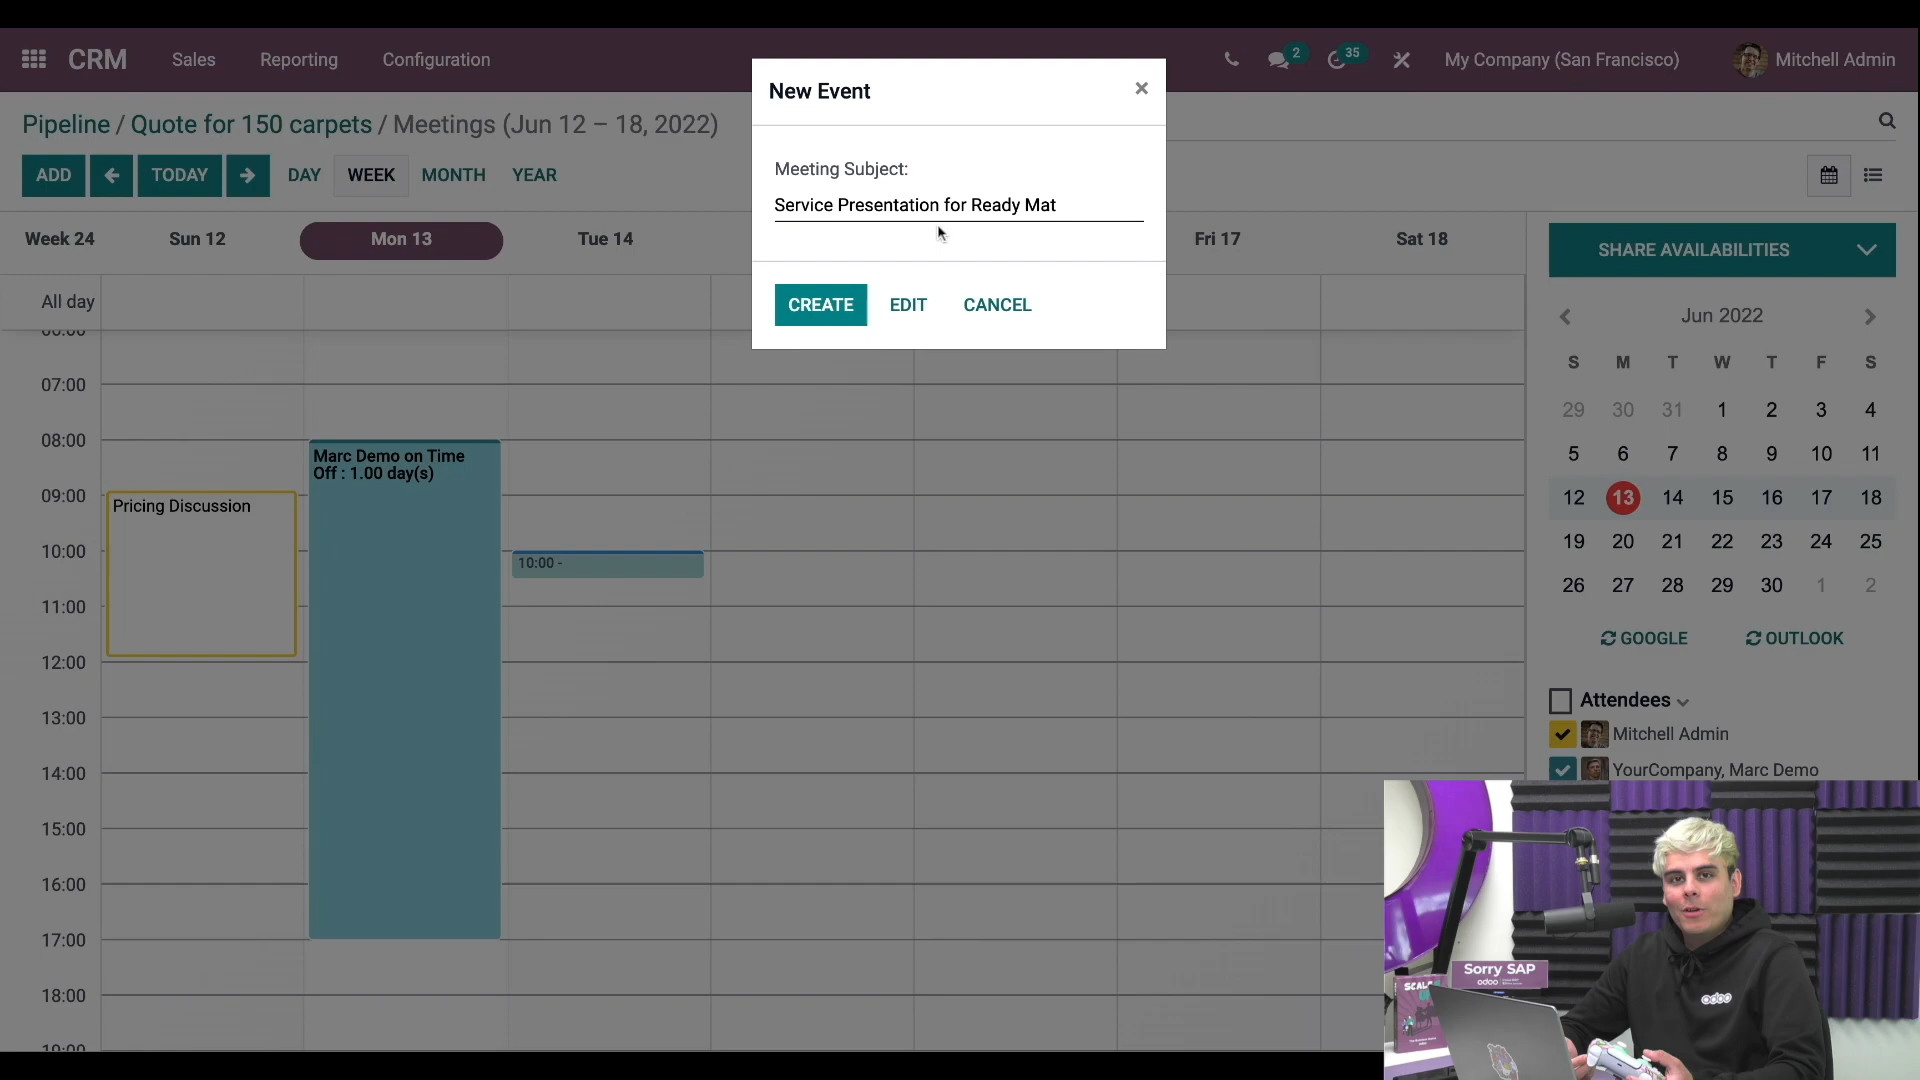 CRM Sales Reporting Configuration 2 35 My Company (San Francisco) Mitchell Admin
Pipeline / Quote for 150 carpets / Meetings (Jun 12 – 18, 2022)
ADD TODAY DAY WEEK MONTH YEAR
New Event ×
Meeting Subject:
Service Presentation for Ready Mat
CREATE EDIT CANCEL
Week 24 Sun 12 Mon 13 Tue 14 Fri 17 Sat 18
All day
06:00
07:00
08:00
09:00
10:00
11:00
12:00
13:00
14:00
15:00
16:00
17:00
18:00
19:00
Pricing Discussion
Marc Demo on Time
Off : 1.00 day(s)
10:00 -
SHARE AVAILABILITIES
Jun 2022
S M T W T F S
29 30 31 1 2 3 4
5 6 7 8 9 10 11
12 13 14 15 16 17 18
19 20 21 22 23 24 25
26 27 28 29 30 1 2
GOOGLE OUTLOOK
Attendees
Mitchell Admin
YourCompany, Marc Demo
Sorry SAP
odoo
odoo